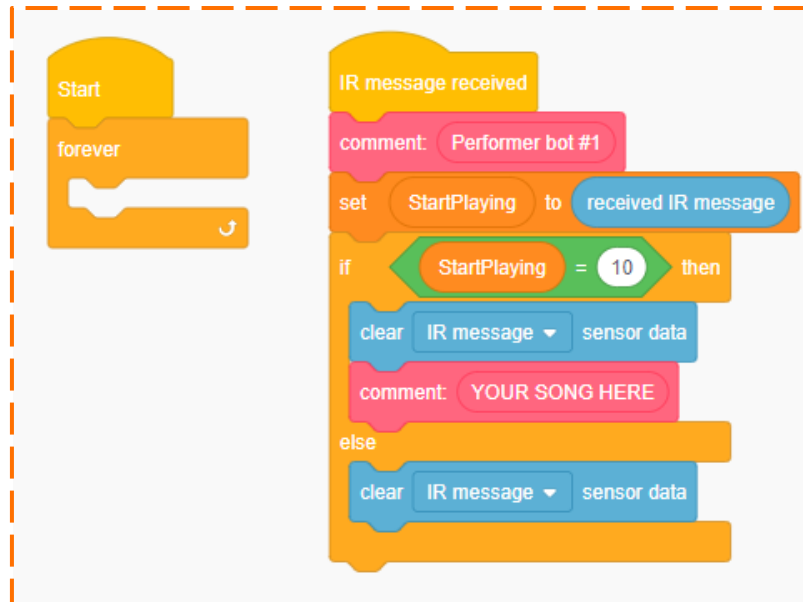 Start
forever
IR message received
comment: Performer bot #1
set StartPlaying to received IR message
if StartPlaying = 10 then
clear IR message sensor data
comment: YOUR SONG HERE
else
clear IR message sensor data